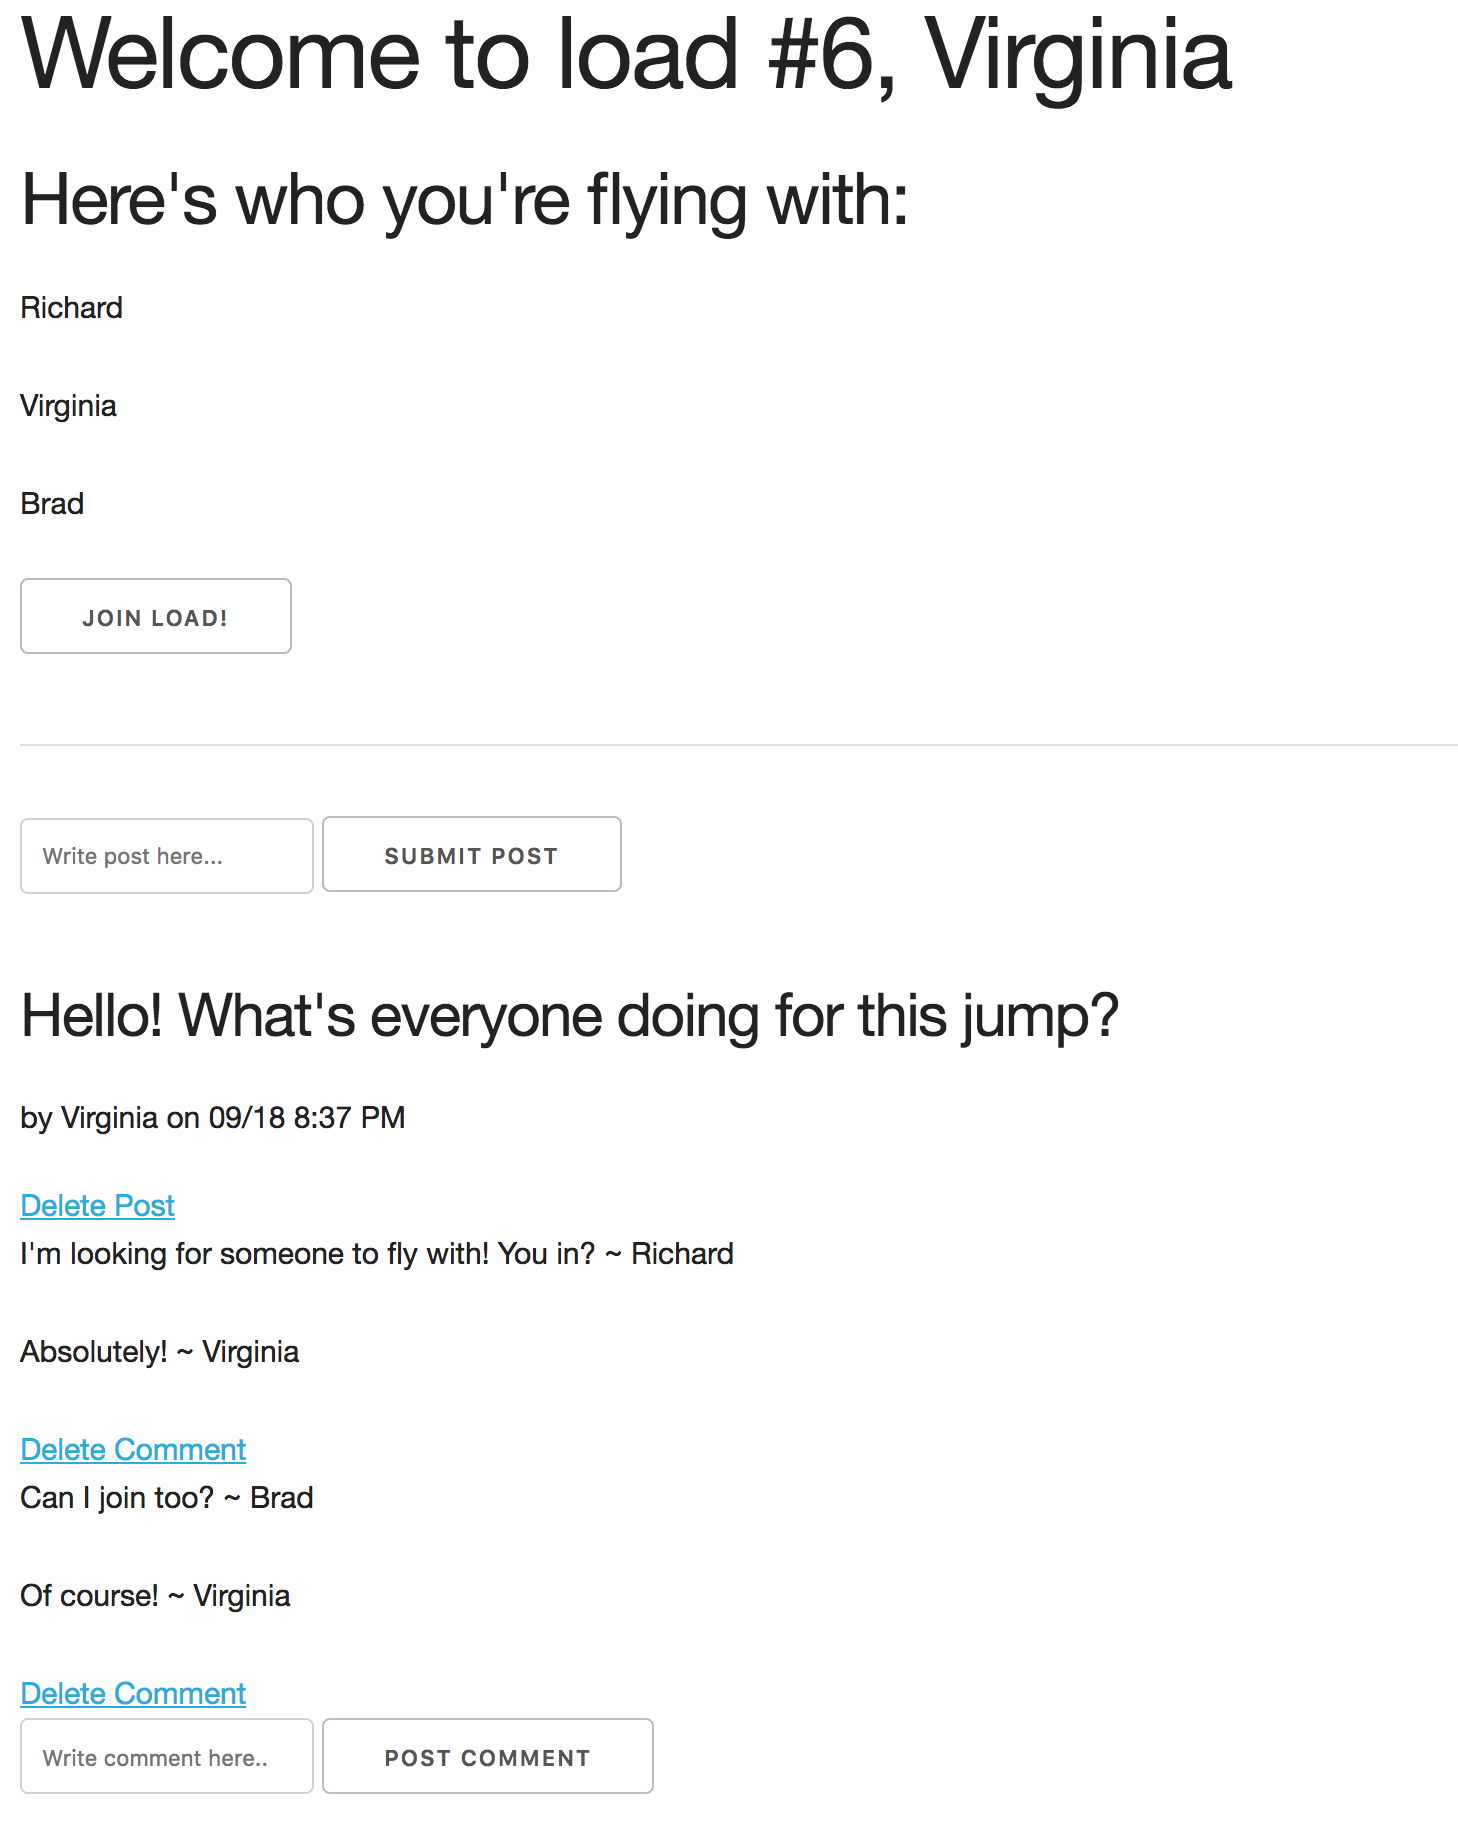 Welcome to load #6, Virginia
Here's who you're flying with:
Richard
Virginia
Brad
JOIN LOAD!
Write post here...
SUBMIT POST
Hello! What's everyone doing for this jump?
by Virginia on 09/18 8:37 PM
Delete Post
I'm looking for someone to fly with! You in? ~ Richard
Absolutely! ~ Virginia
Delete Comment
Can I join too? ~ Brad
Of course! ~ Virginia
Delete Comment
Write comment here..
POST COMMENT